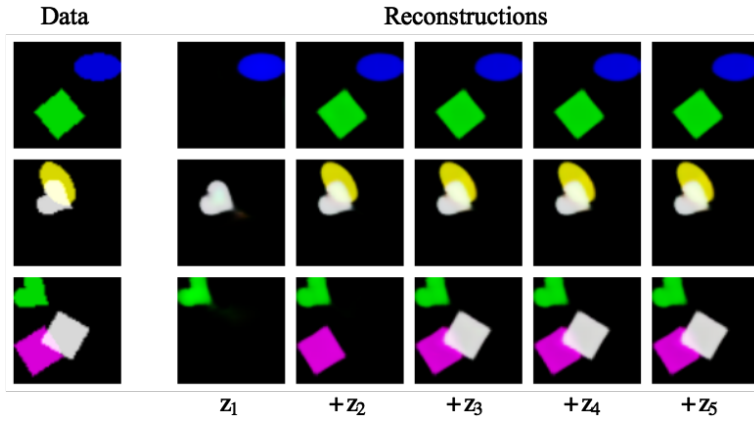 Data Reconstructions
z₁ +z₂ +z₃ +z₄ +z₅